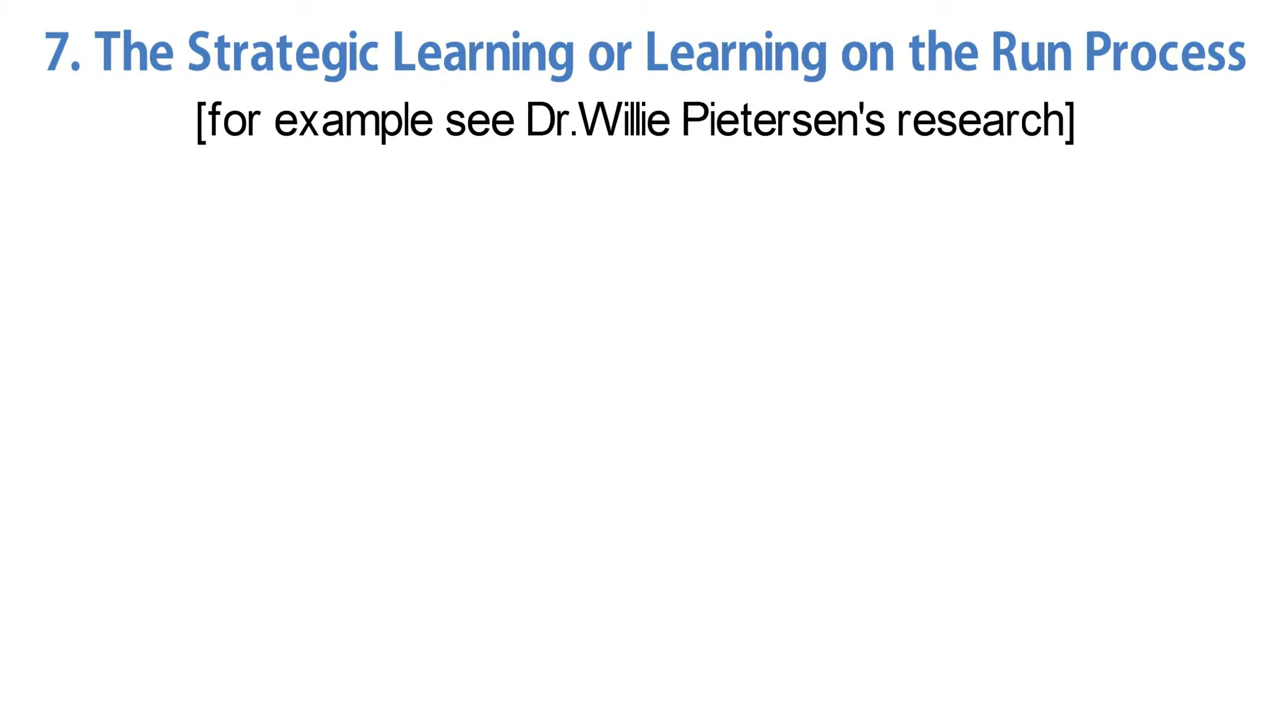 7. The Strategic Learning or Learning on the Run Process
[for example see Dr.Willie Pietersen's research]